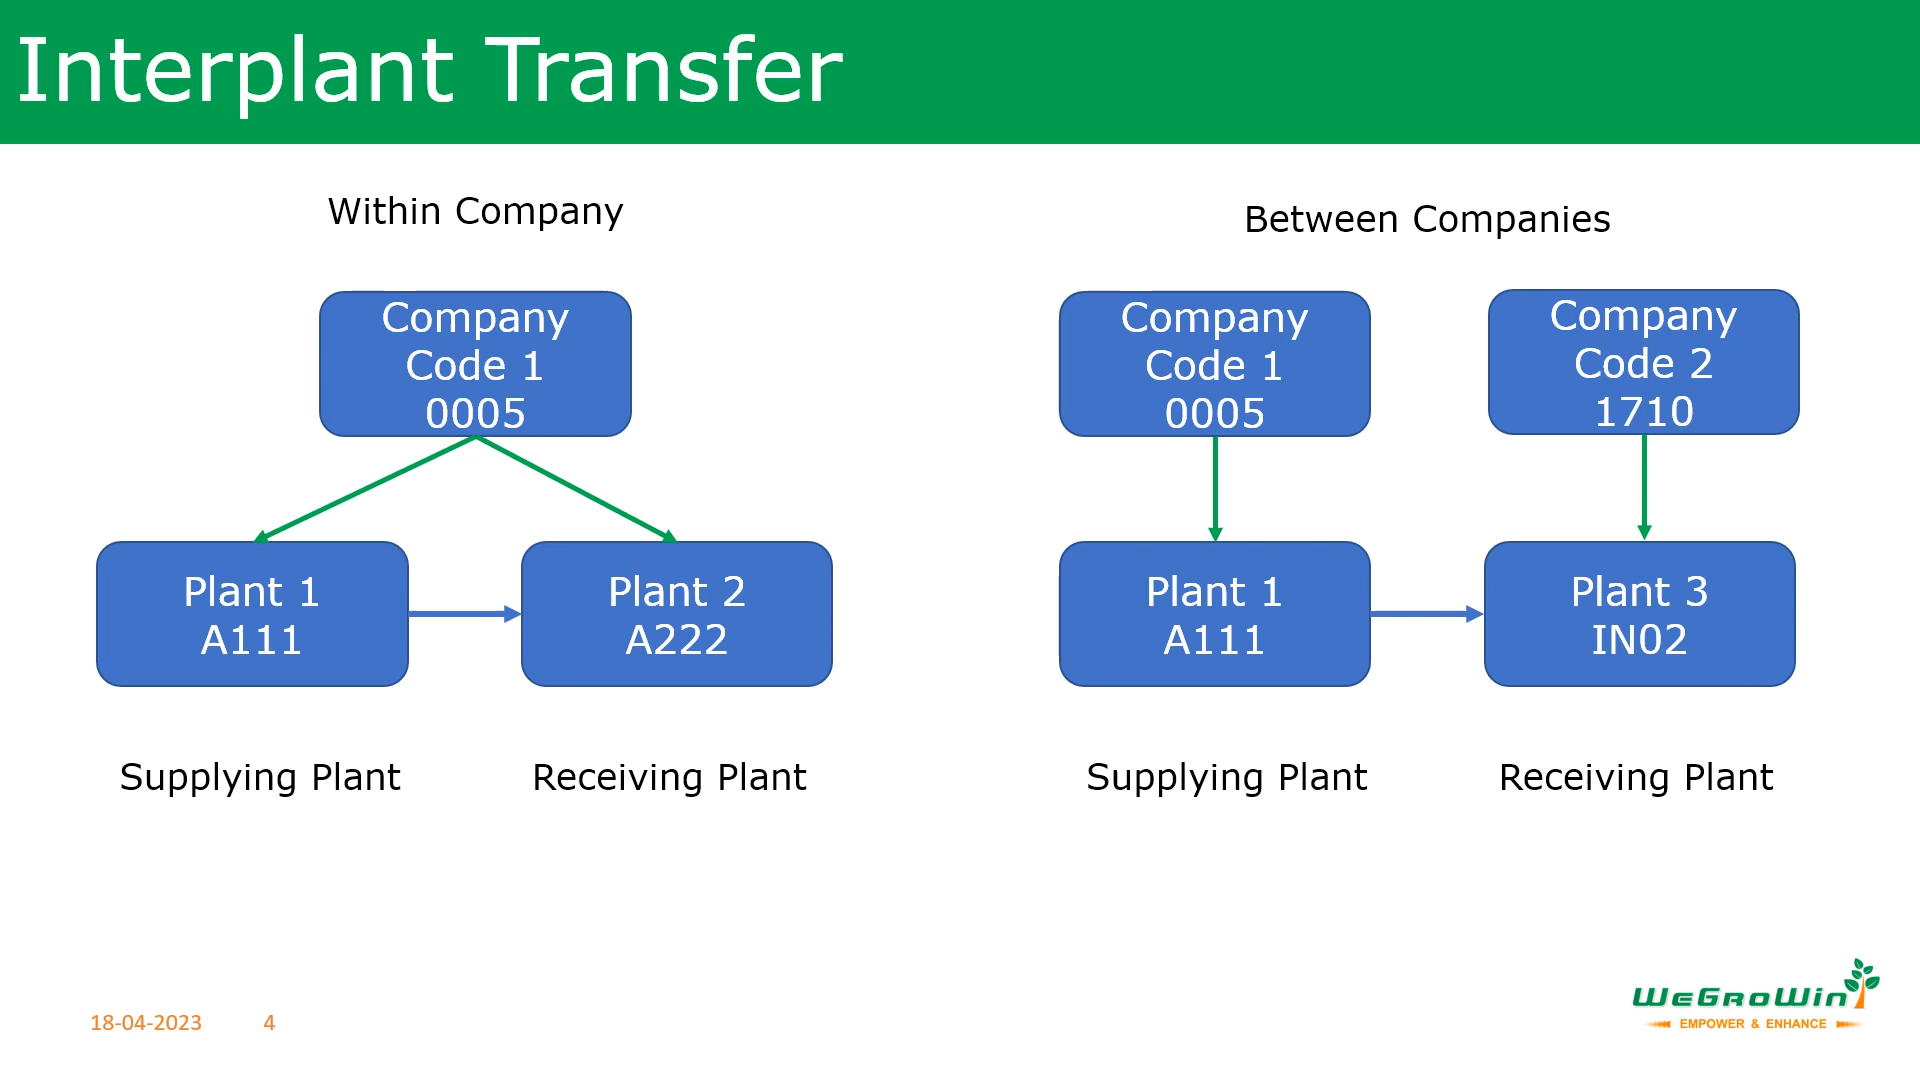 Interplant Transfer
Within Company
Company
Code 1
0005
Plant 1
A111
Plant 2
A222
Supplying Plant
Receiving Plant
Between Companies
Company
Code 1
0005
Company
Code 2
1710
Plant 1
A111
Plant 3
IN02
Supplying Plant
Receiving Plant
18-04-2023
4
WeGroWin
EMPOWER & ENHANCE